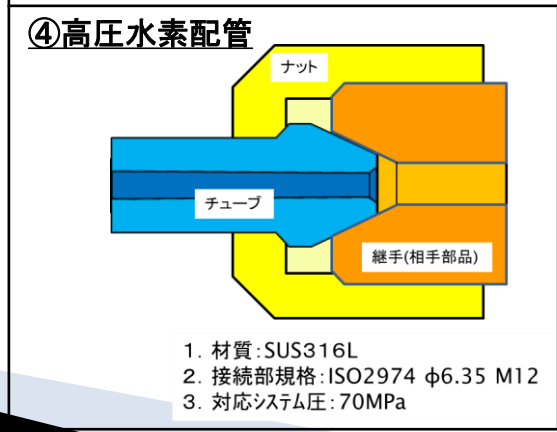 ④高圧水素配管
ナット
チューブ
継手(相手部品)
1. 材質:SUS316L
2. 接続部規格:ISO2974 φ6.35 M12
3. 対応システム圧:70MPa